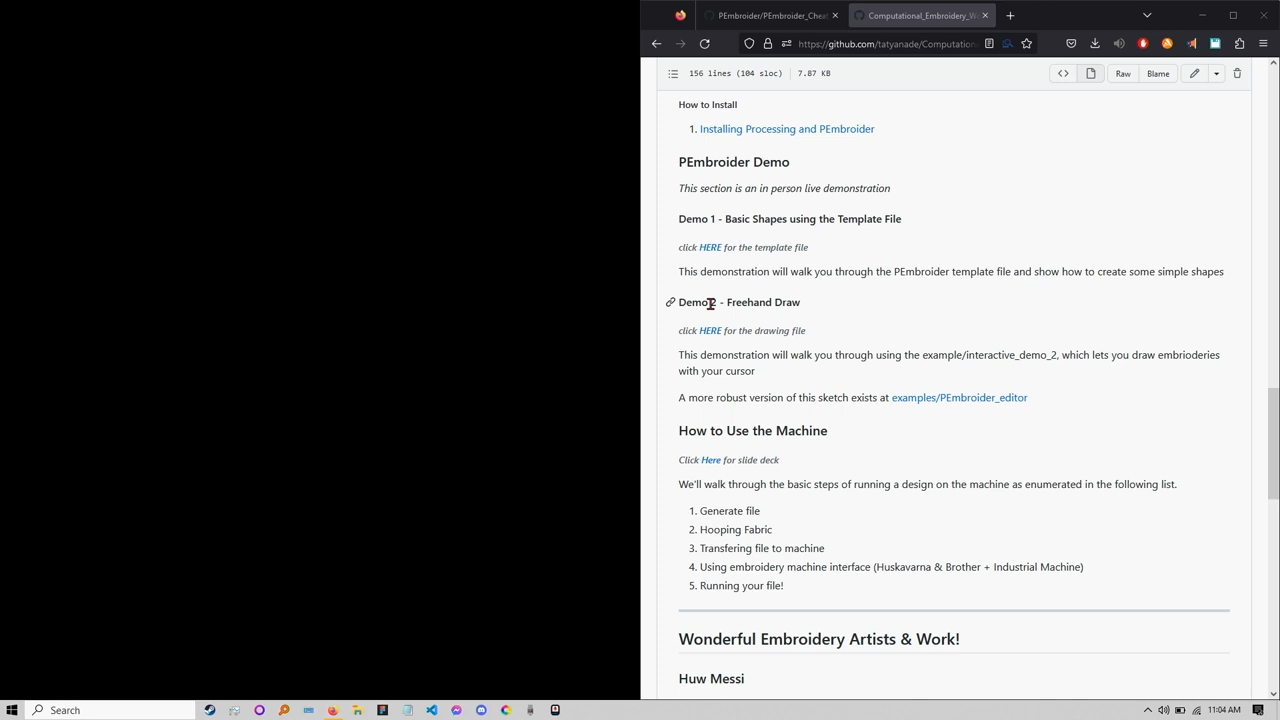 PEmbroider/PEmbroider_Chea
Computational_Embroidery_Wo
https://github.com/tatyanade/Computation
156 lines (104 sloc) 7.87 KB
Raw Blame
How to Install
1. Installing Processing and PEmbroider
PEmbroider Demo
This section is an in person live demonstration
Demo 1 - Basic Shapes using the Template File
click HERE for the template file
This demonstration will walk you through the PEmbroider template file and show how to create some simple shapes
Demo 2 - Freehand Draw
click HERE for the drawing file
This demonstration will walk you through using the example/interactive_demo_2, which lets you draw embrioderies
with your cursor
A more robust version of this sketch exists at examples/PEmbroider_editor
How to Use the Machine
Click Here for slide deck
We'll walk through the basic steps of running a design on the machine as enumerated in the following list.
1. Generate file
2. Hooping Fabric
3. Transfering file to machine
4. Using embroidery machine interface (Huskavarna & Brother + Industrial Machine)
5. Running your file!
Wonderful Embroidery Artists & Work!
Huw Messi
Search
11:04 AM